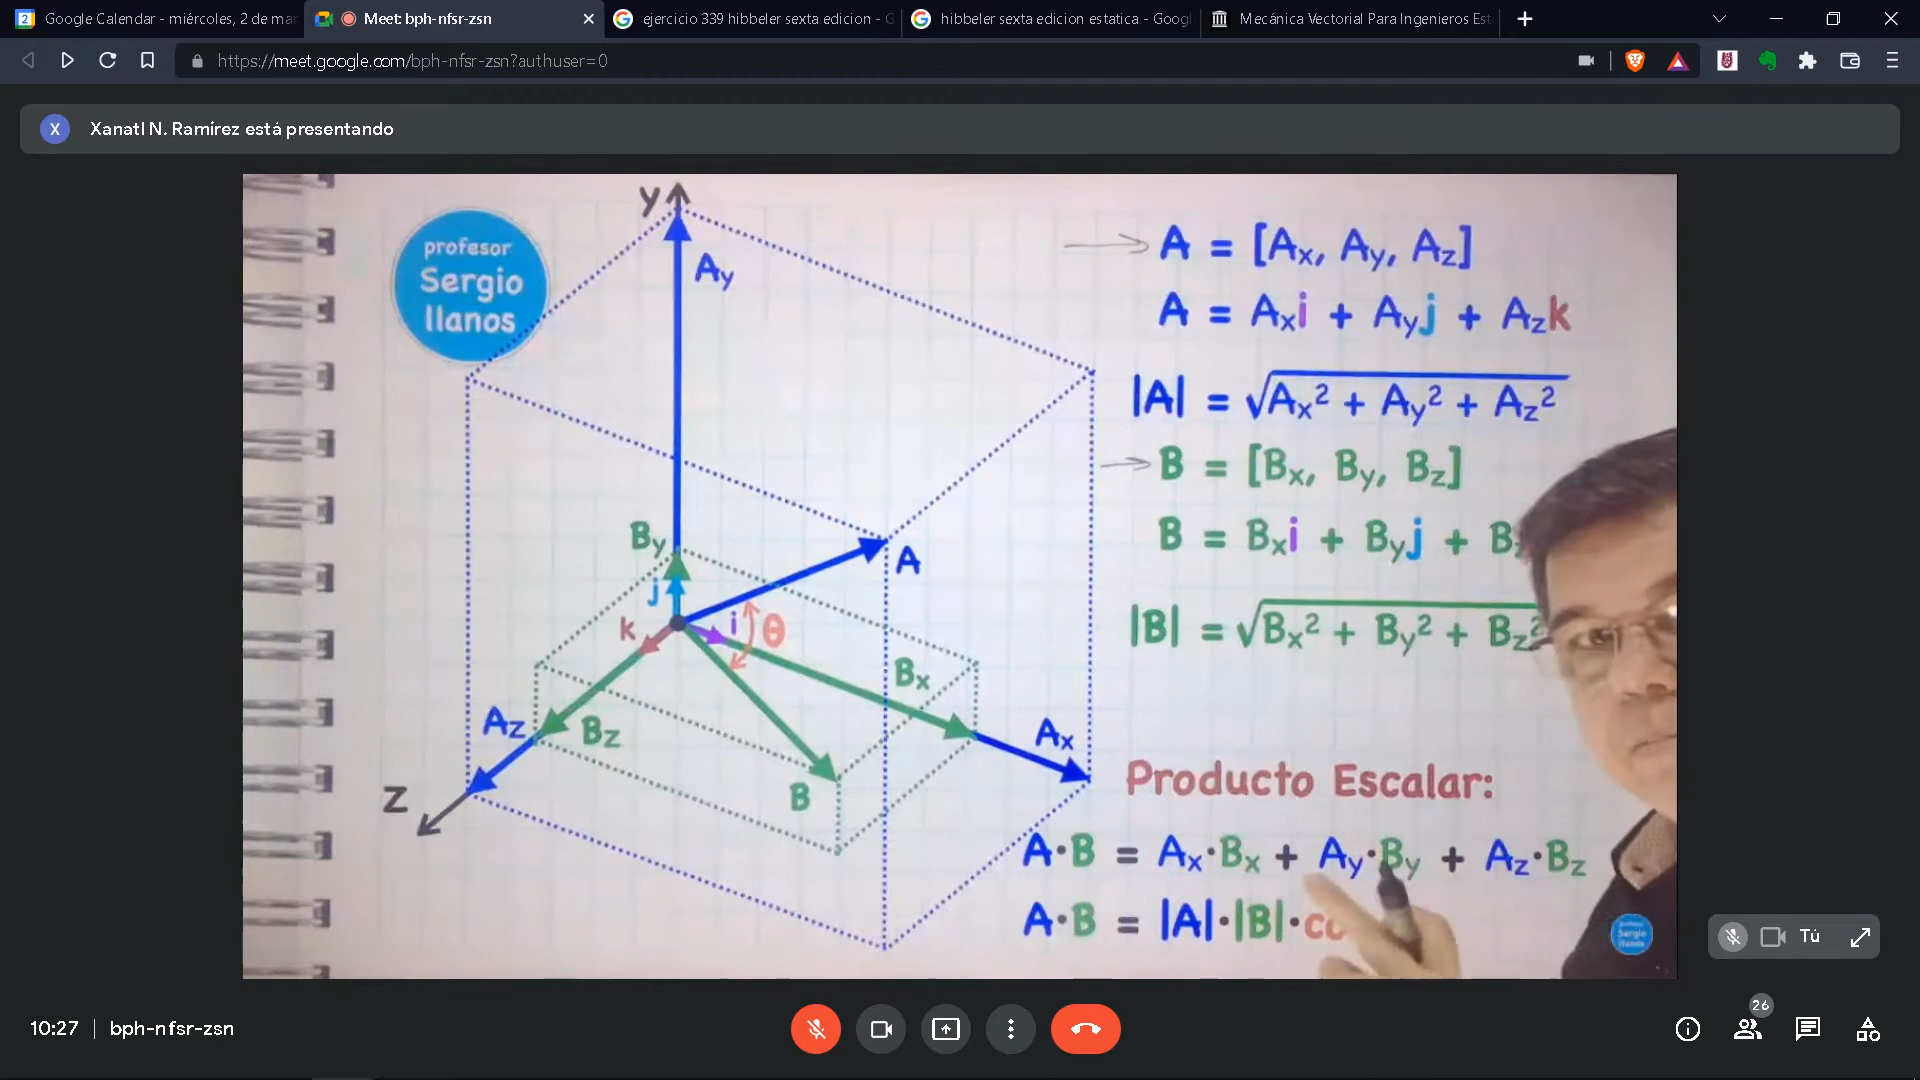 Google Calendar - miércoles, 2 de mar
Meet: bph-nfsr-zsn
ejercicio 339 hibbeler sexta edicion - G
hibbeler sexta edicion estatica - Googl
Mecánica Vectorial Para Ingenieros Est
https://meet.google.com/bph-nfsr-zsn?authuser=0
X Xanatl N. Ramírez está presentando
profesor
Sergio
llanos
y
Ay
By
j
k
i
θ
A
Bx
Az
Bz
Ax
B
z
A = [Ax, Ay, Az]
A = Axi + Ayj + Azk
|A| = √Ax² + Ay² + Az²
B = [Bx, By, Bz]
B = Bxi + Byj + B
|B| = √Bx² + By² + Bz²
Producto Escalar:
A·B = Ax·Bx + Ay·By + Az·Bz
A·B = |A|·|B|·co
profesor
Sergio
llanos
Tú
10:27 | bph-nfsr-zsn
26